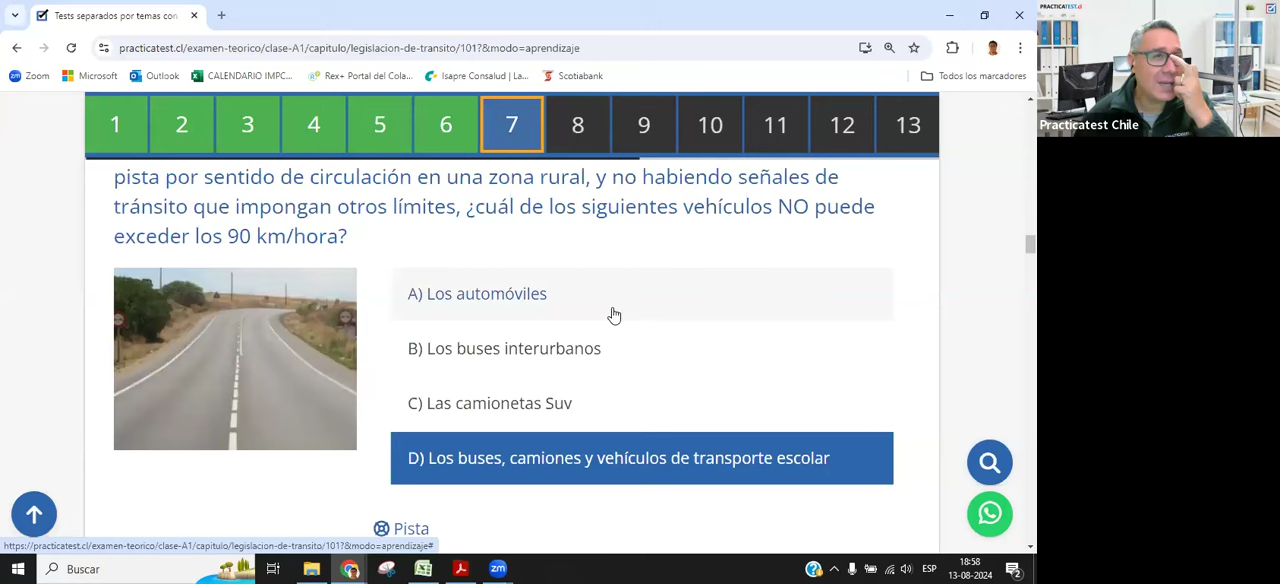 Tests separados por temas con
practicatest.cl/examen-teorico/clase-A1/capitulo/legislacion-de-transito/101?&modo=aprendizaje
Zoom
Microsoft
Outlook
CALENDARIO IMPC...
Rex+ Portal del Cola...
Isapre Consalud | La...
Scotiabank
Todos los marcadores
PRACTICATEST.cl
Practicatest Chile
1 2 3 4 5 6 7 8 9 10 11 12 13
pista por sentido de circulación en una zona rural, y no habiendo señales de
tránsito que impongan otros límites, ¿cuál de los siguientes vehículos NO puede
exceder los 90 km/hora?
A) Los automóviles
B) Los buses interurbanos
C) Las camionetas Suv
D) Los buses, camiones y vehículos de transporte escolar
Pista
https://practicatest.cl/examen-teorico/clase-A1/capitulo/legislacion-de-transito/101?&modo=aprendizaje#
Buscar
ESP
18:58
13-08-2024
2